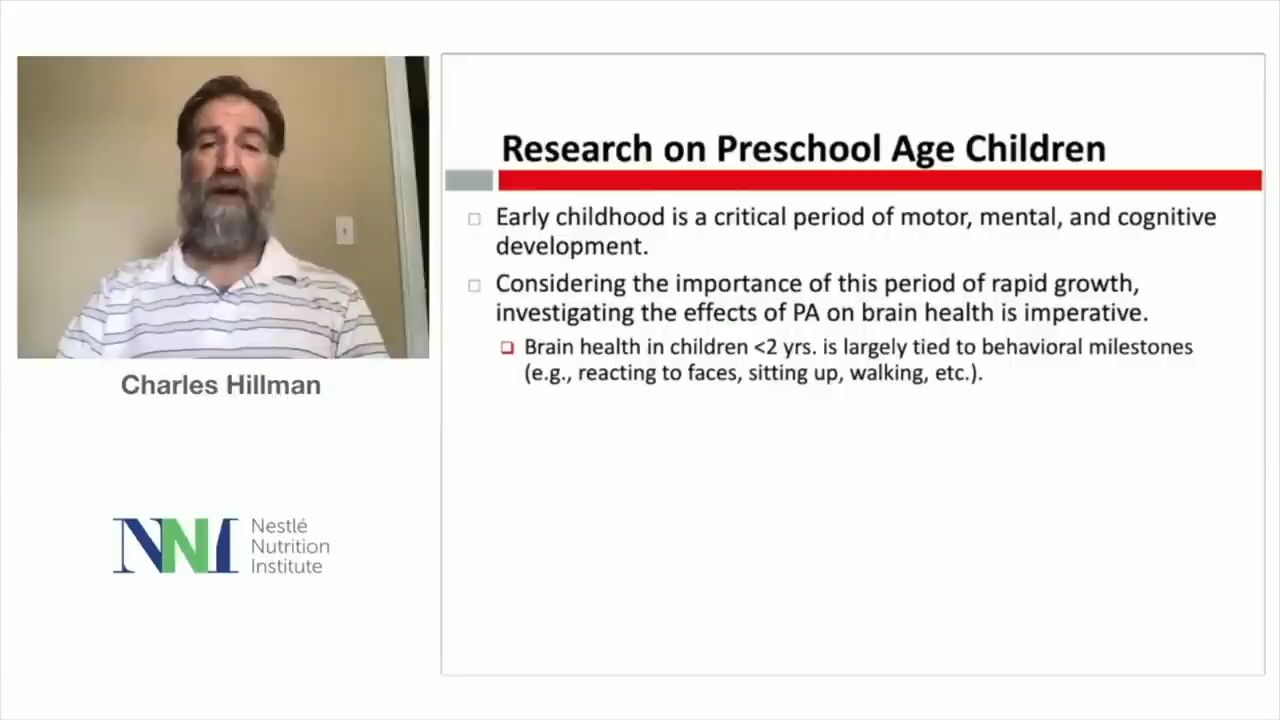 Charles Hillman
NNI
Nestlé
Nutrition
Institute
Research on Preschool Age Children
Early childhood is a critical period of motor, mental, and cognitive
development.
Considering the importance of this period of rapid growth,
investigating the effects of PA on brain health is imperative.
Brain health in children <2 yrs. is largely tied to behavioral milestones
(e.g., reacting to faces, sitting up, walking, etc.).